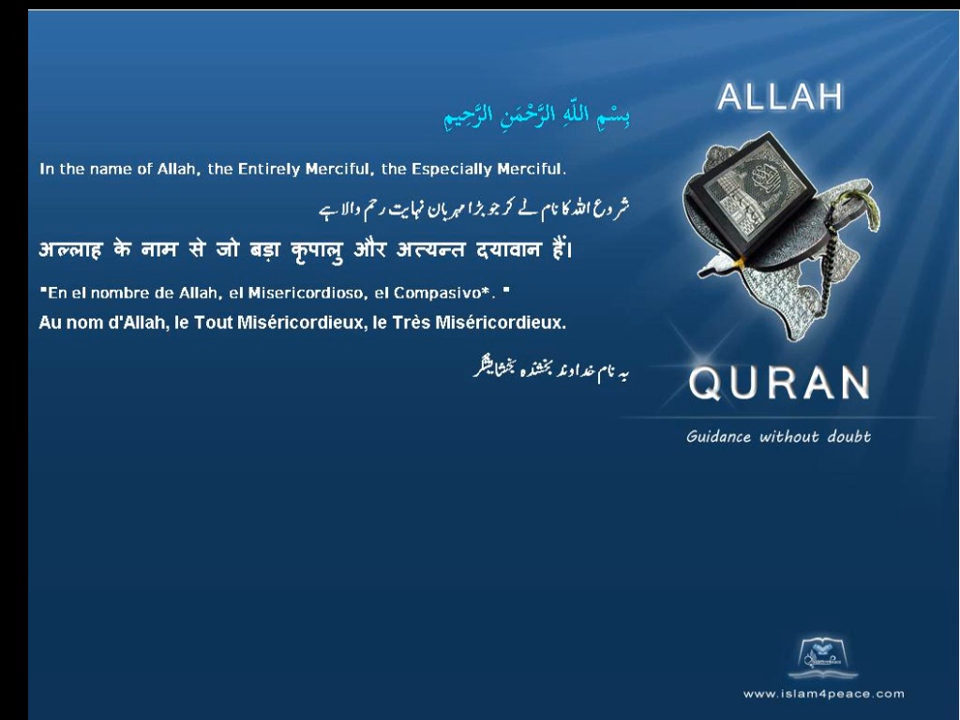 بِسْمِ اللَّهِ الرَّحْمَنِ الرَّحِيمِ
In the name of Allah, the Entirely Merciful, the Especially Merciful.
شروع اللہ کا نام لے کر جو بڑا مہربان نہایت رحم والا ہے
अल्लाह के नाम से जो बड़ा कृपालु और अत्यन्त दयावान हैं।
"En el nombre de Allah, el Misericordioso, el Compasivo*. "
Au nom d'Allah, le Tout Miséricordieux, le Très Miséricordieux.
به نام خداوند بخشنده بخشایشگر
ALLAH
QURAN
Guidance without doubt
www.islam4peace.com